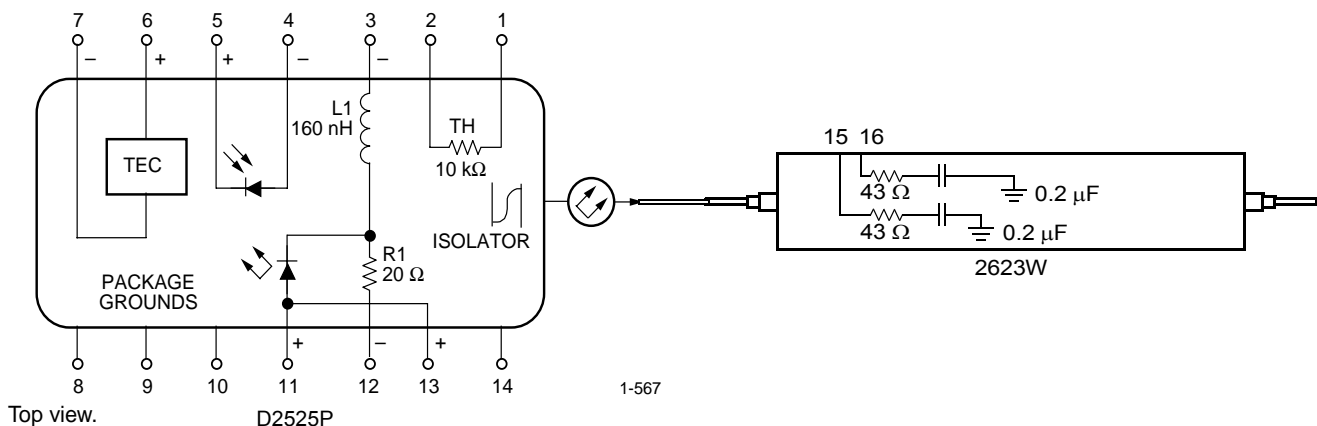 7 6 5 4 3 2 1
– + + – –
L1
160 nH
TH
10 kΩ
TEC
15 16
43 Ω
0.2 µF
43 Ω
0.2 µF
ISOLATOR
2623W
R1
20 Ω
PACKAGE
GROUNDS
+ – +
8 9 10 11 12 13 14
1-567
Top view.
D2525P